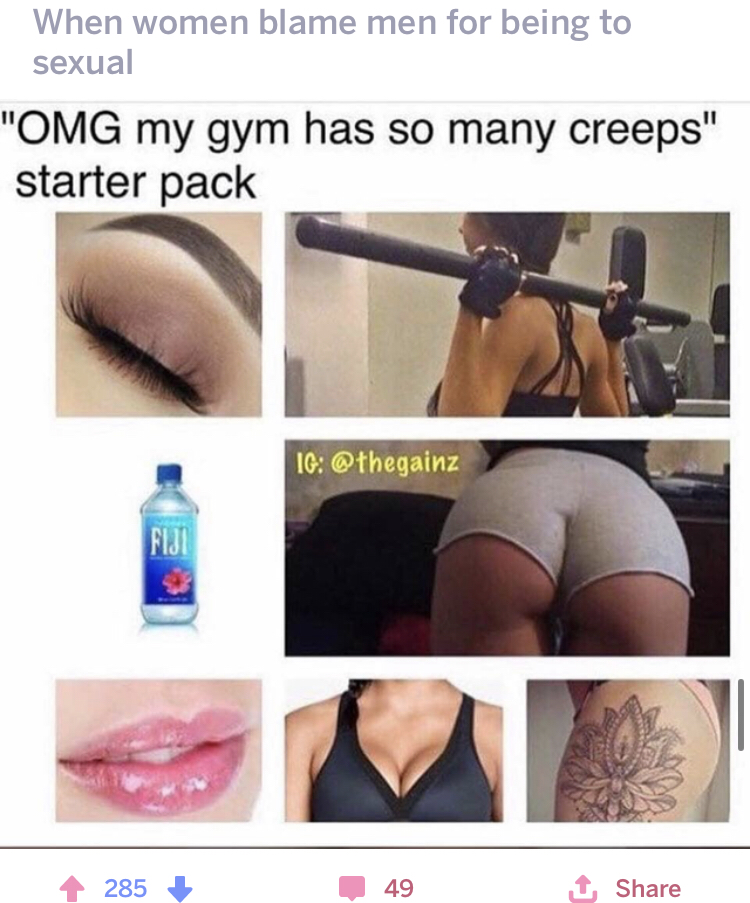 When women blame men for being to
sexual
"OMG my gym has so many creeps"
starter pack
IG: @thegainz
FIJI
285
49
Share